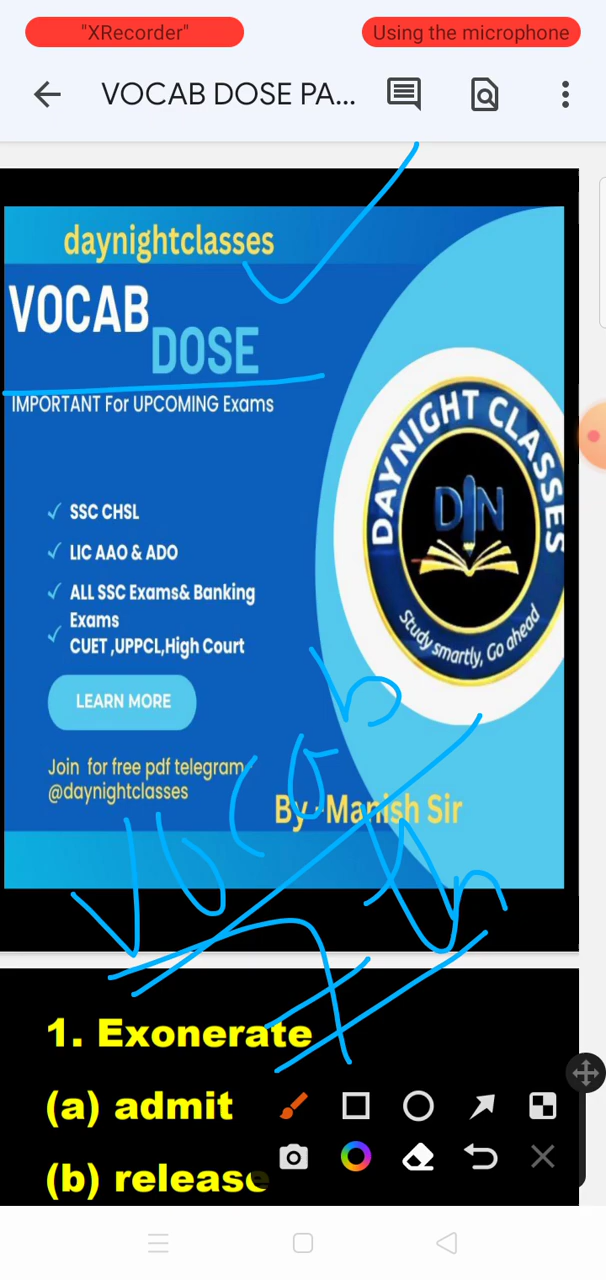 "XRecorder"
Using the microphone
VOCAB DOSE PA...
daynightclasses
VOCAB
DOSE
IMPORTANT For UPCOMING Exams
DAYNIGHT CLASSES
DN
Study smartly, Go ahead
SSC CHSL
LIC AAO & ADO
ALL SSC Exams& Banking
Exams
CUET ,UPPCL,High Court
LEARN MORE
Join for free pdf telegram
@daynightclasses
By - Manish Sir
Vocab
7th
1. Exonerate
(a) admit
(b) release